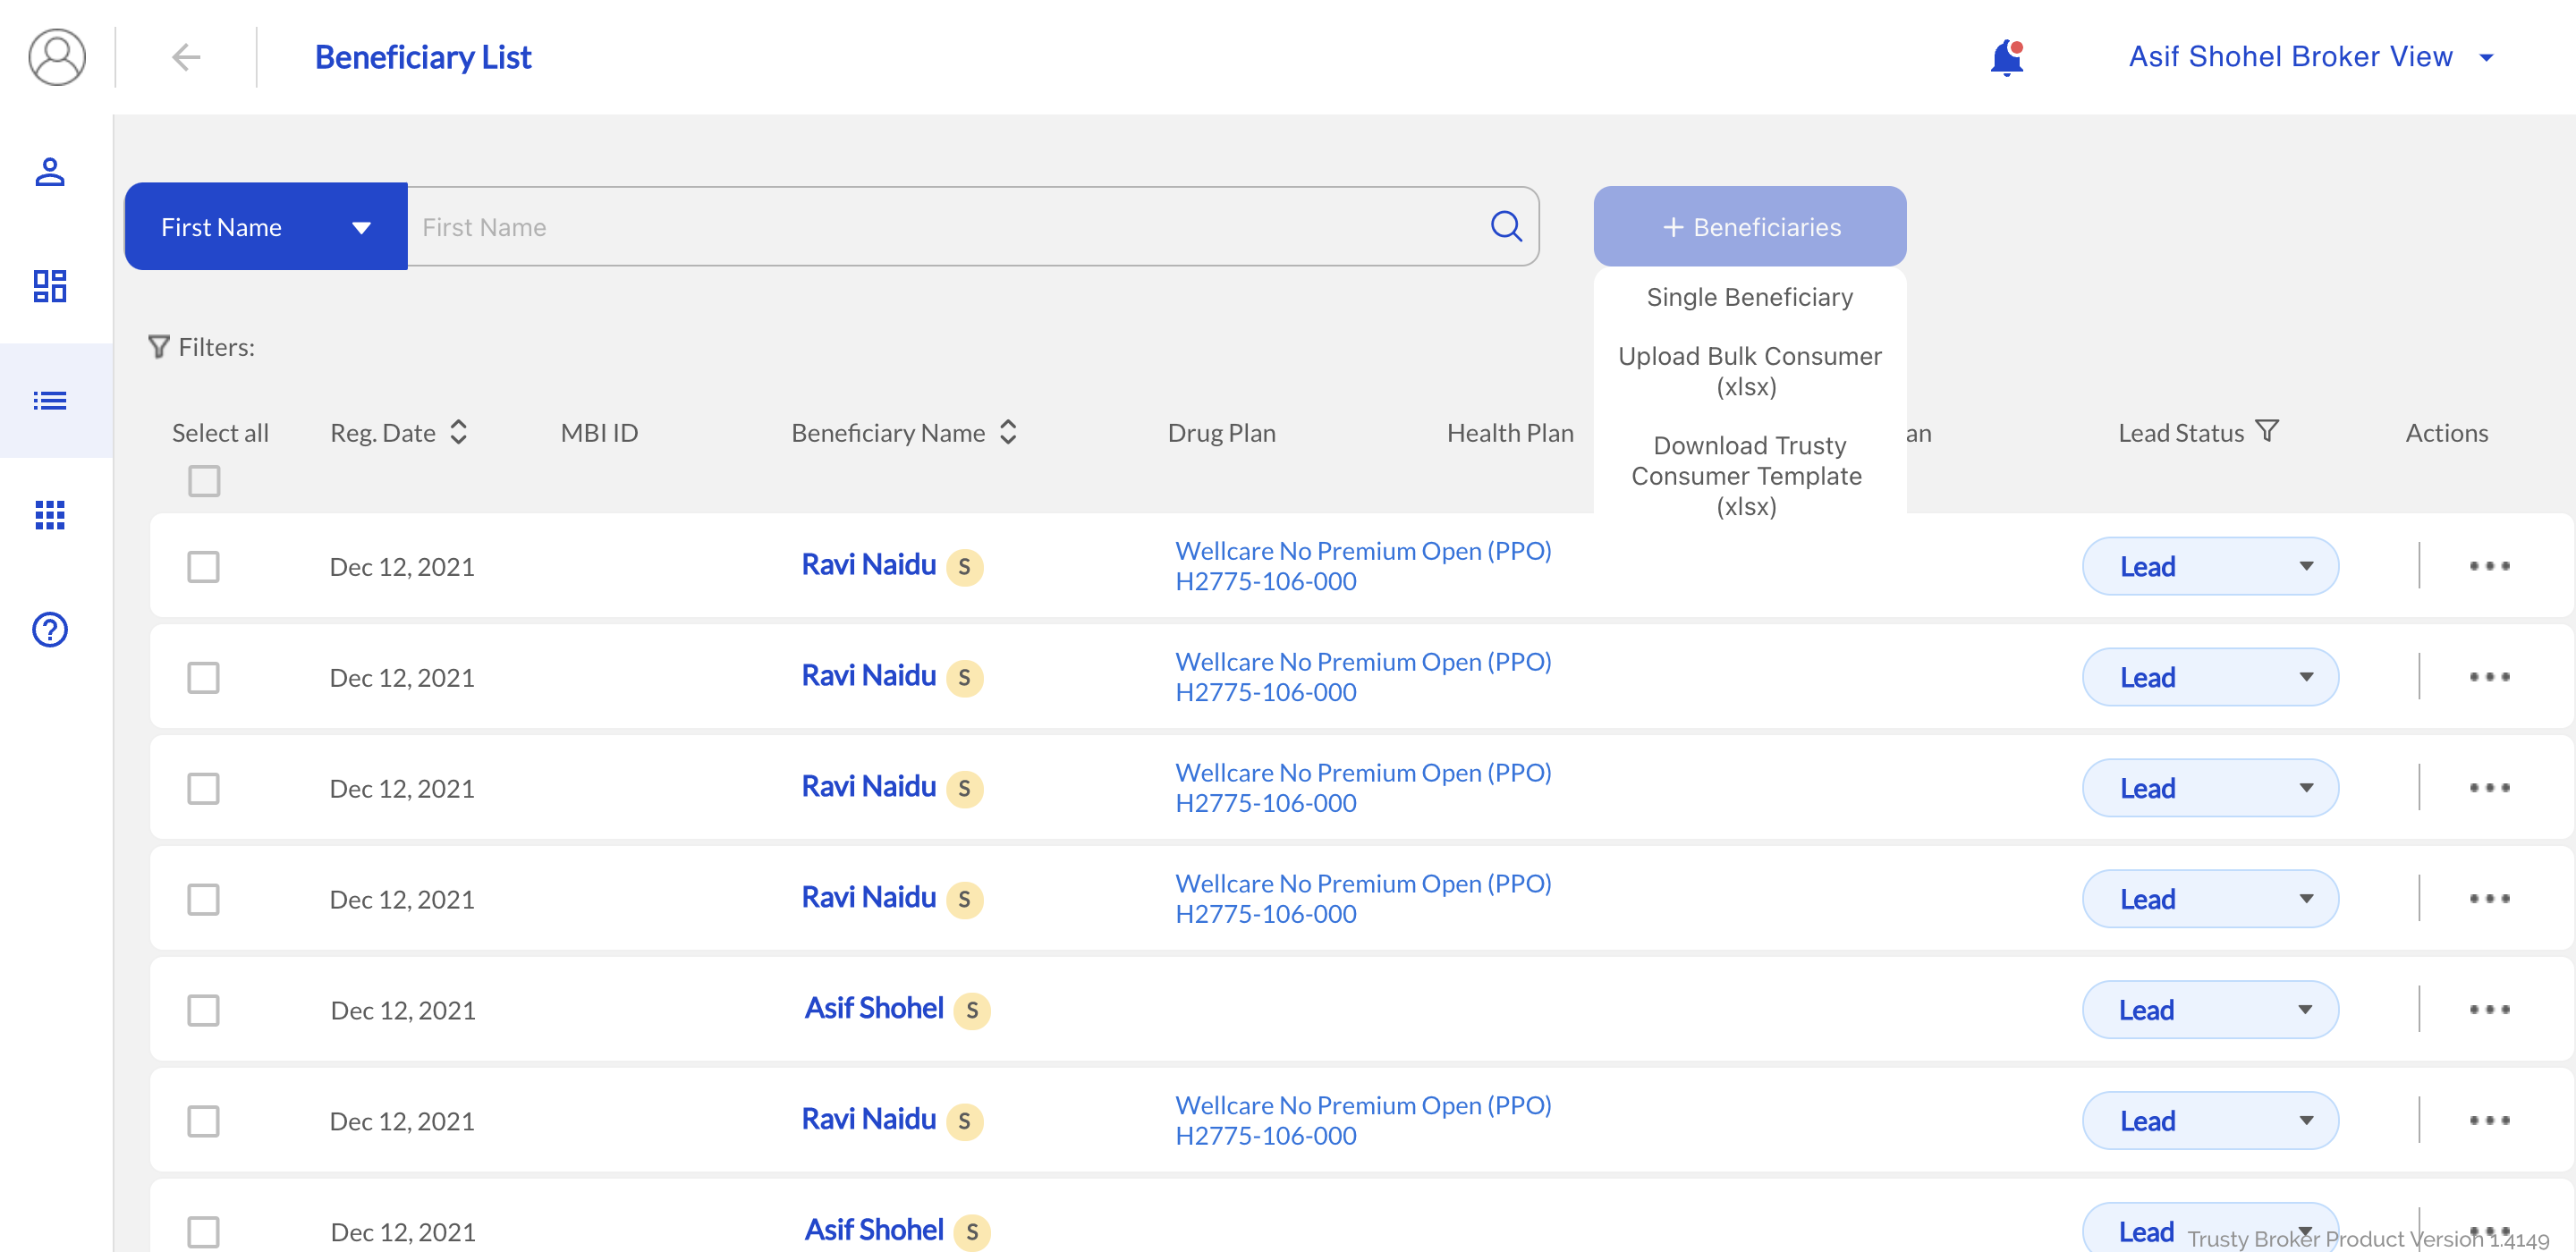 Beneficiary List
Asif Shohel Broker View
First Name
First Name
+ Beneficiaries
Single Beneficiary
Upload Bulk Consumer
(xlsx)
Download Trusty
Consumer Template
(xlsx)
Filters:
Select all
Reg. Date
MBI ID
Beneficiary Name
Drug Plan
Health Plan
an
Lead Status
Actions
Dec 12, 2021
Ravi Naidu S
Wellcare No Premium Open (PPO)
H2775-106-000
Lead
Dec 12, 2021
Ravi Naidu S
Wellcare No Premium Open (PPO)
H2775-106-000
Lead
Dec 12, 2021
Ravi Naidu S
Wellcare No Premium Open (PPO)
H2775-106-000
Lead
Dec 12, 2021
Ravi Naidu S
Wellcare No Premium Open (PPO)
H2775-106-000
Lead
Dec 12, 2021
Asif Shohel S
Lead
Dec 12, 2021
Ravi Naidu S
Wellcare No Premium Open (PPO)
H2775-106-000
Lead
Dec 12, 2021
Asif Shohel S
Lead
Trusty Broker Product Version 1.4149